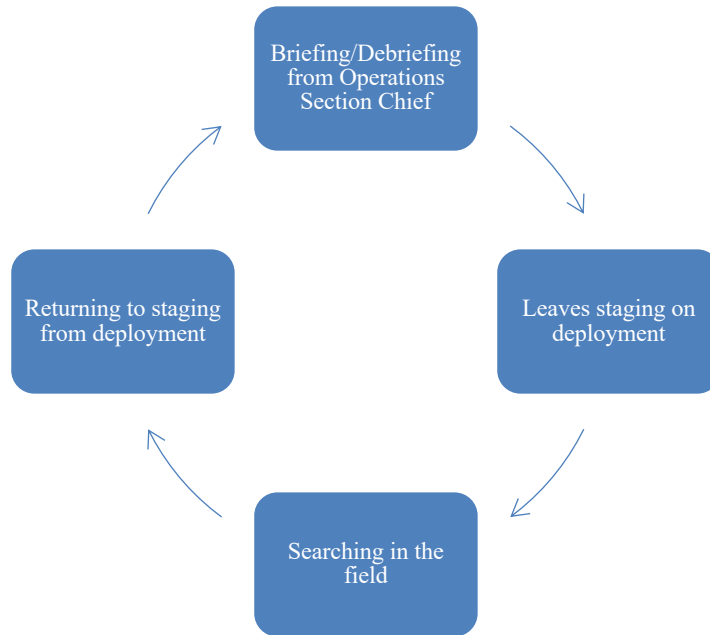 Briefing/Debriefing
from Operations
Section Chief
Leaves staging on
deployment
Searching in the
field
Returning to staging
from deployment